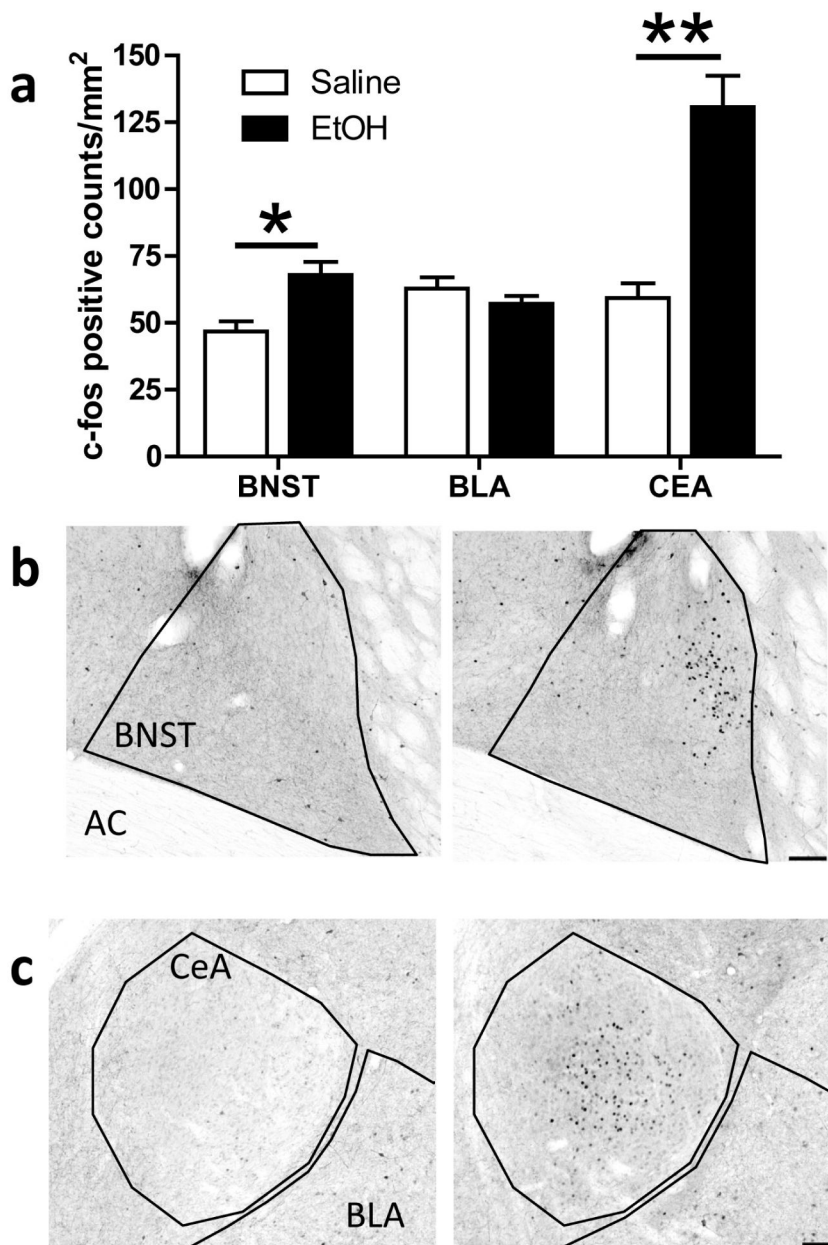 a
c-fos positive counts/mm²
150
125
100
75
50
25
0
Saline
EtOH
*
**
BNST
BLA
CEA
b
BNST
AC
c
CeA
BLA